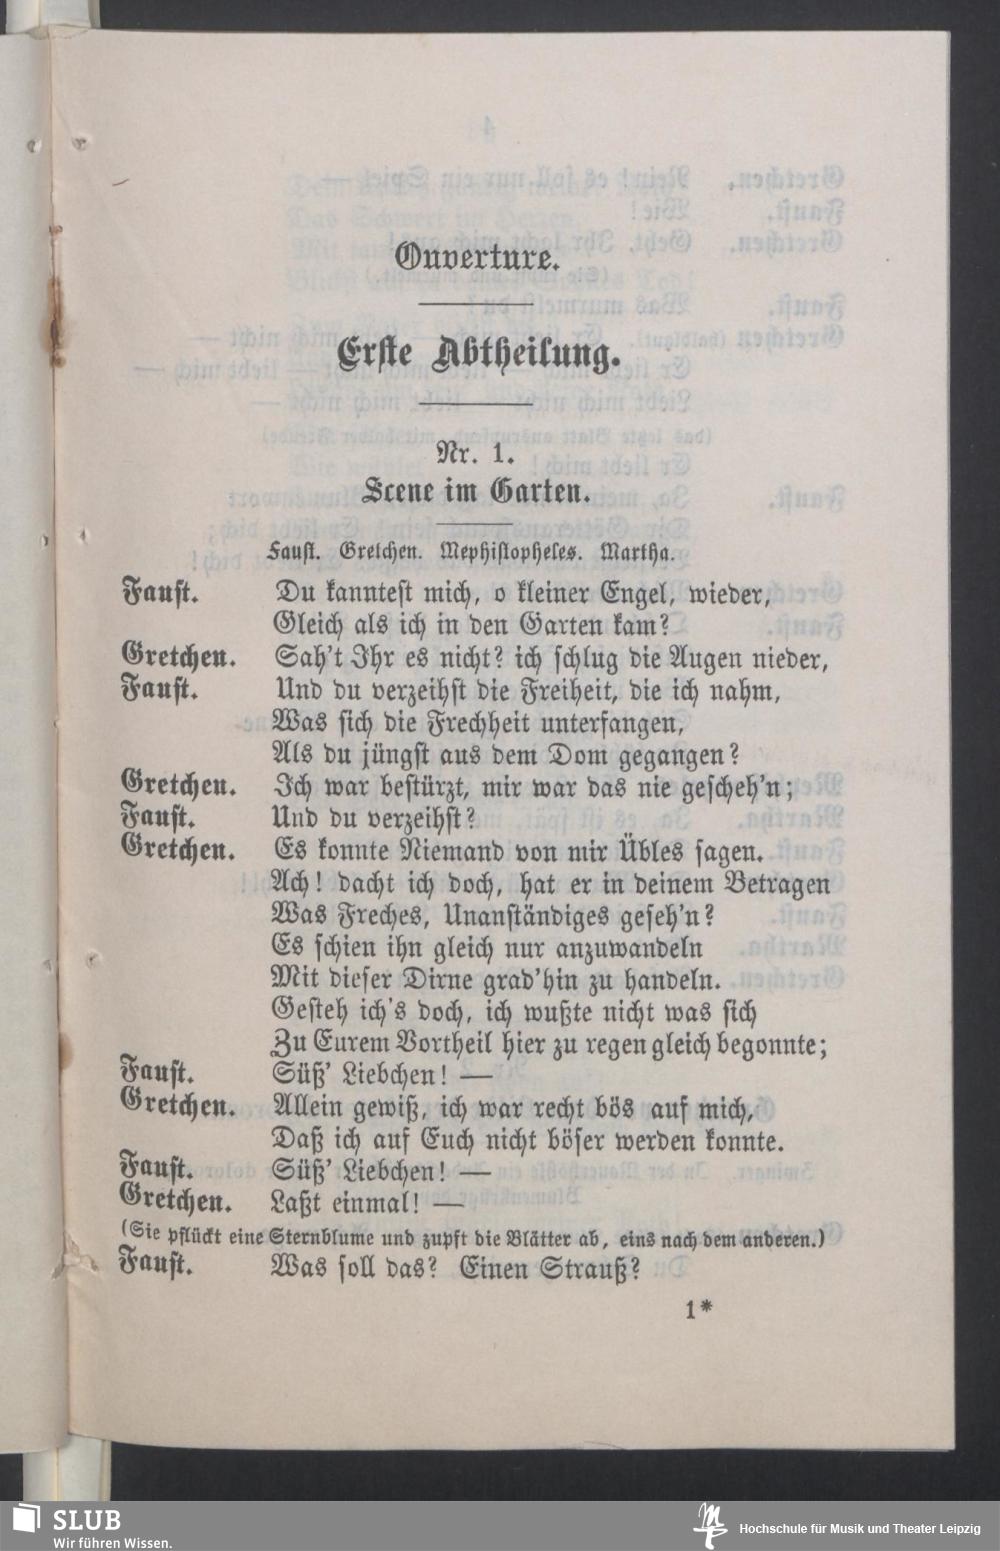 Ouverture.
Erste Abtheilung.
Nr. 1.
Scene im Garten.
Faust. Gretchen. Mephistopheles. Martha.
Faust. Du kanntest mich, o kleiner Engel, wieder,
Gleich als ich in den Garten kam?
Gretchen. Sah't Ihr es nicht? ich schlug die Augen nieder,
Faust. Und du verzeihst die Freiheit, die ich nahm,
Was sich die Frechheit unterfangen,
Als du jüngst aus dem Dom gegangen?
Gretchen. Ich war bestürzt, mir war das nie gescheh'n;
Faust. Und du verzeihst?
Gretchen. Es konnte Niemand von mir Übles sagen.
Ach! dacht ich doch, hat er in deinem Betragen
Was Freches, Unanständiges geseh'n?
Es schien ihn gleich nur anzuwandeln
Mit dieser Dirne grad'hin zu handeln.
Gesteh ich's doch, ich wußte nicht was sich
Zu Eurem Vortheil hier zu regen gleich begonnte;
Faust. Süß' Liebchen! —
Gretchen. Allein gewiß, ich war recht bös auf mich,
Daß ich auf Euch nicht böser werden konnte.
Faust. Süß' Liebchen! —
Gretchen. Laßt einmal! —
(Sie pflückt eine Sternblume und zupft die Blätter ab, eins nach dem anderen.)
Faust. Was soll das? Einen Strauß?
1*
SLUB
Wir führen Wissen.
Hochschule für Musik und Theater Leipzig